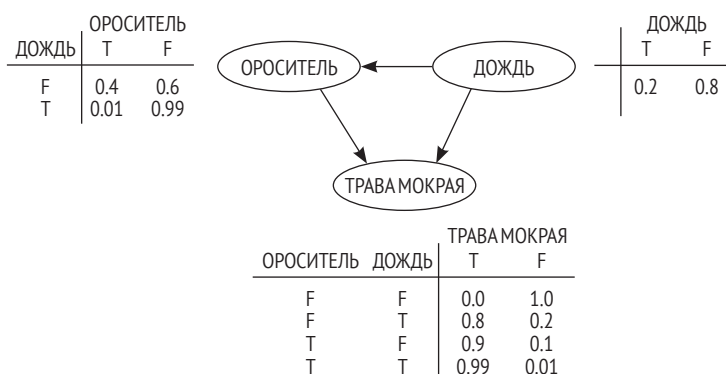 ОРОСИТЕЛЬ
ДОЖДЬ T F
F 0.4 0.6
T 0.01 0.99
ОРОСИТЕЛЬ
ДОЖДЬ
ДОЖДЬ
T F
0.2 0.8
ТРАВА МОКРАЯ
ТРАВА МОКРАЯ
ОРОСИТЕЛЬ ДОЖДЬ T F
F F 0.0 1.0
F T 0.8 0.2
T F 0.9 0.1
T T 0.99 0.01